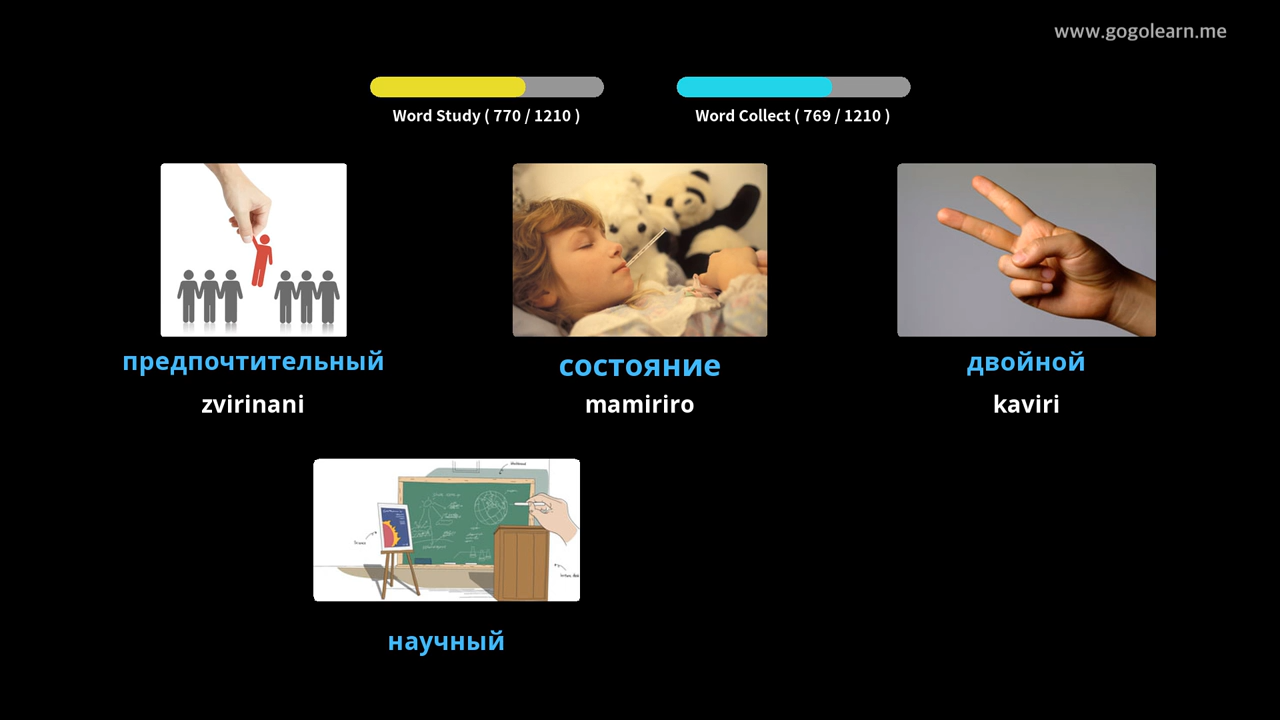 www.gogolearn.me
Word Study ( 770 / 1210 )
Word Collect ( 769 / 1210 )
предпочтительный
состояние
двойной
zvirinani
mamiriro
kaviri
научный